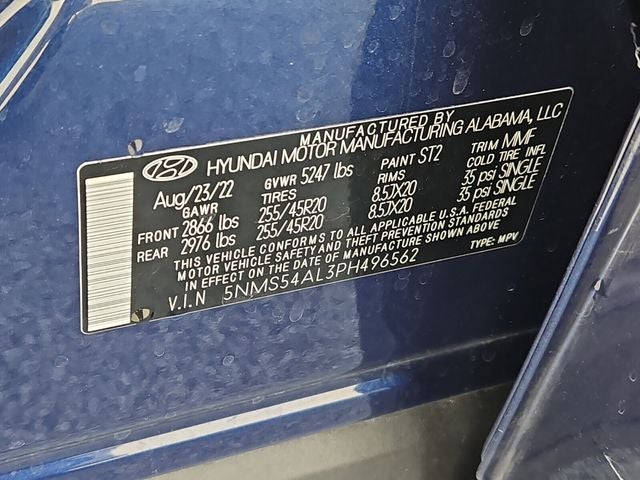 MANUFACTURED BY
HYUNDAI MOTOR MANUFACTURING ALABAMA, LLC
Aug/23/22 GVWR 5247 lbs PAINT ST2 TRIM MMF
GAWR TIRES RIMS COLD TIRE INFL
FRONT 2866 lbs 255/45R20 8.57X20 35 psi SINGLE
REAR 2976 lbs 255/45R20 8.57X20 35 psi SINGLE
THIS VEHICLE CONFORMS TO ALL APPLICABLE U.S.A. FEDERAL
MOTOR VEHICLE SAFETY AND THEFT PREVENTION STANDARDS
IN EFFECT ON THE DATE OF MANUFACTURE SHOWN ABOVE
V.I.N 5NMS54AL3PH496562 TYPE: MPV